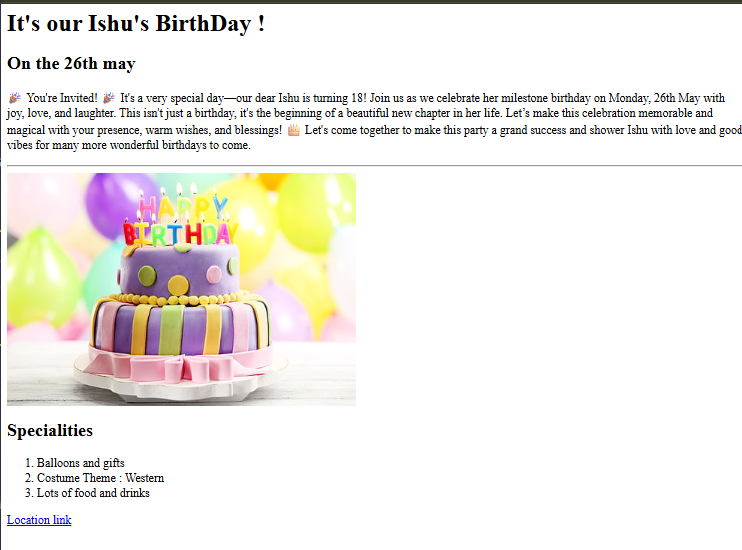 It's our Ishu's BirthDay !
On the 26th may
🎉 You're Invited! 🎉 It's a very special day—our dear Ishu is turning 18! Join us as we celebrate her milestone birthday on Monday, 26th May with
joy, love, and laughter. This isn't just a birthday, it's the beginning of a beautiful new chapter in her life. Let’s make this celebration memorable and
magical with your presence, warm wishes, and blessings! 🎂 Let's come together to make this party a grand success and shower Ishu with love and good
vibes for many more wonderful birthdays to come.
HAPPY
BIRTHDAY
Specialities
1. Balloons and gifts
2. Costume Theme : Western
3. Lots of food and drinks
Location link